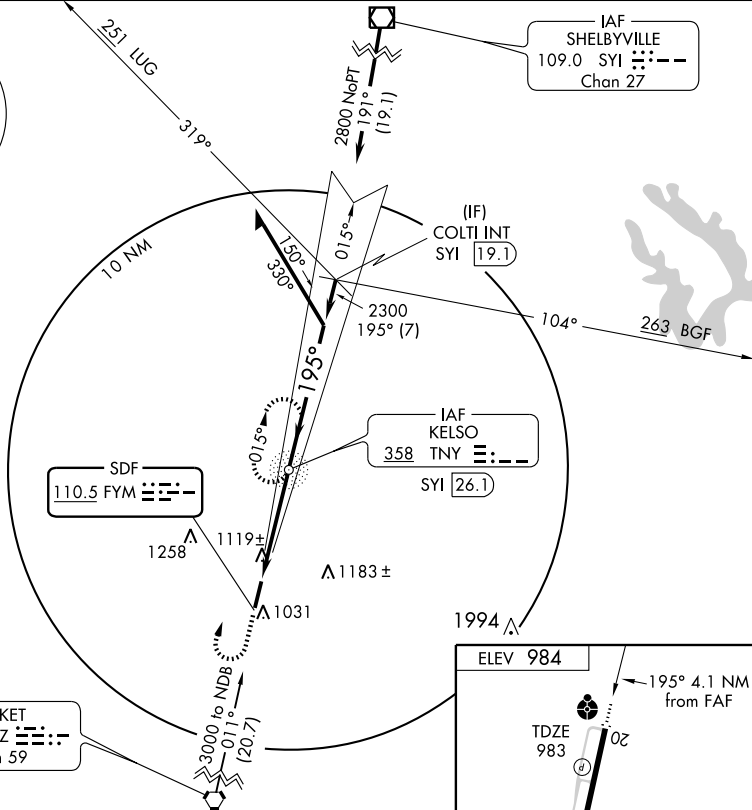 251 LUG
319°
2800 NoPT
191°
(19.1)
IAF
SHELBYVILLE
109.0 SYI
Chan 27
10 NM
150°
330°
015°
(IF)
COLTI INT
SYI 19.1
2300
195° (7)
104°
263 BGF
195°
015°
IAF
KELSO
358 TNY
SYI 26.1
SDF
110.5 FYM
1258
1119±
1183 ±
1031
1994
3000 to NDB
011°
(20.7)
KET
Z
59
ELEV 984
195° 4.1 NM
from FAF
TDZE
983
20
P